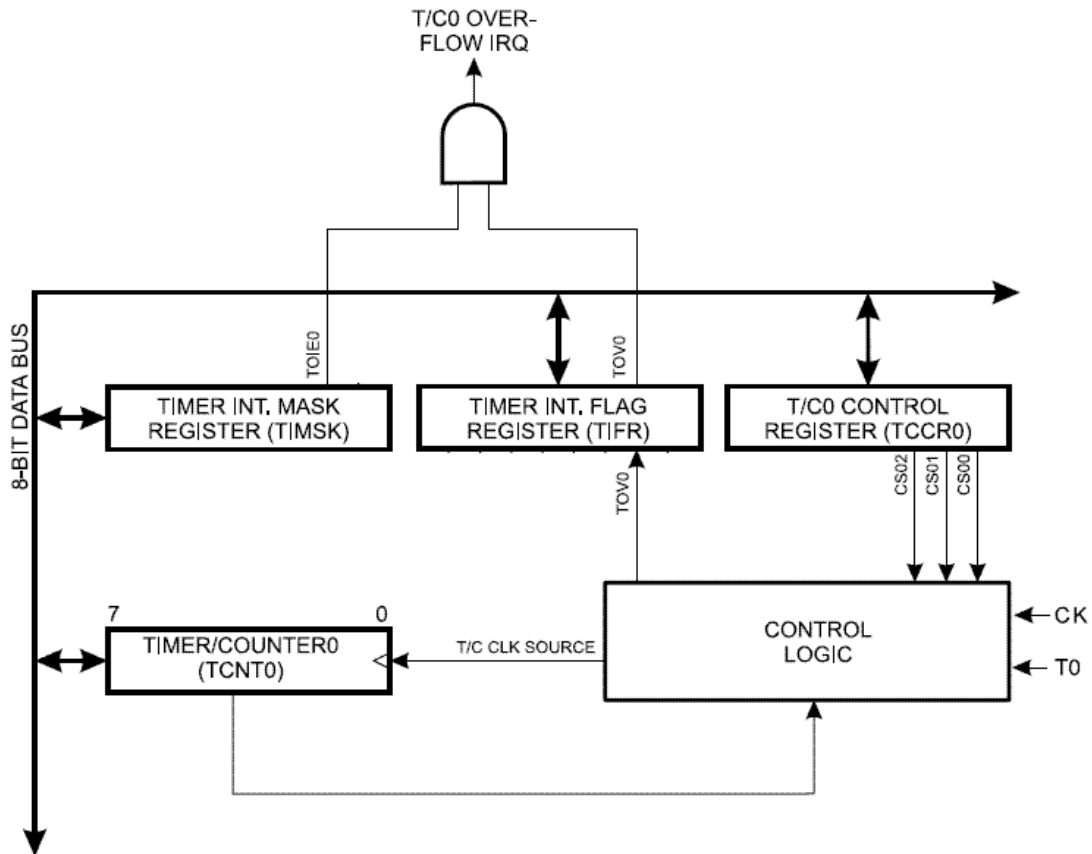 T/C0 OVER-
FLOW IRQ
8-BIT DATA BUS
TOIE0
TOV0
TIMER INT. MASK
REGISTER (TIMSK)
TIMER INT. FLAG
REGISTER (TIFR)
T/C0 CONTROL
REGISTER (TCCR0)
TOV0
CS02
CS01
CS00
7
0
TIMER/COUNTER0
(TCNT0)
T/C CLK SOURCE
CONTROL
LOGIC
CK
T0